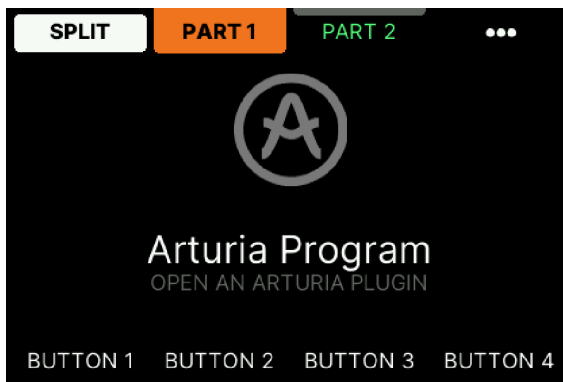 SPLIT PART 1 PART 2 •••
Arturia Program
OPEN AN ARTURIA PLUGIN
BUTTON 1 BUTTON 2 BUTTON 3 BUTTON 4